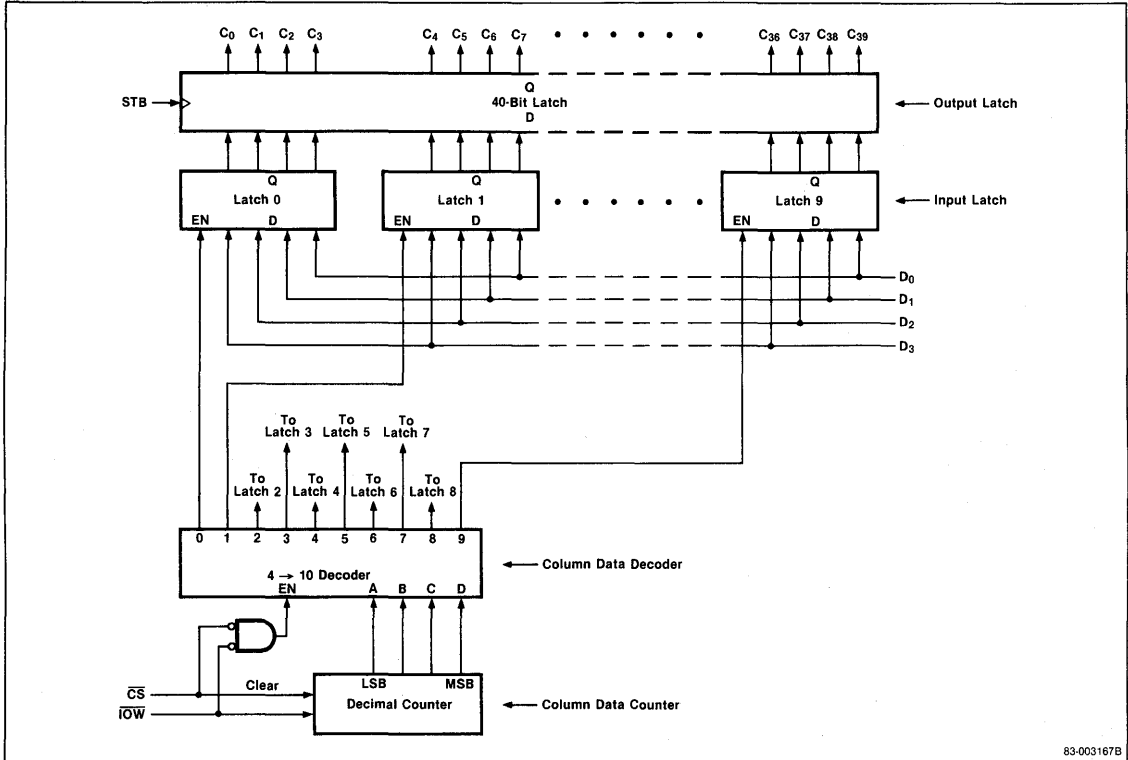 C0 C1 C2 C3 C4 C5 C6 C7 C36 C37 C38 C39
STB
Q
40-Bit Latch
D
Output Latch
Q
Latch 0
EN D
Q
Latch 1
EN D
Q
Latch 9
EN D
Input Latch
D0
D1
D2
D3
To
Latch 3
To
Latch 5
To
Latch 7
To
Latch 2
To
Latch 4
To
Latch 6
To
Latch 8
0 1 2 3 4 5 6 7 8 9
4 → 10 Decoder
EN A B C D
Column Data Decoder
CS
Clear
IOW
LSB MSB
Decimal Counter
Column Data Counter
83-003167B